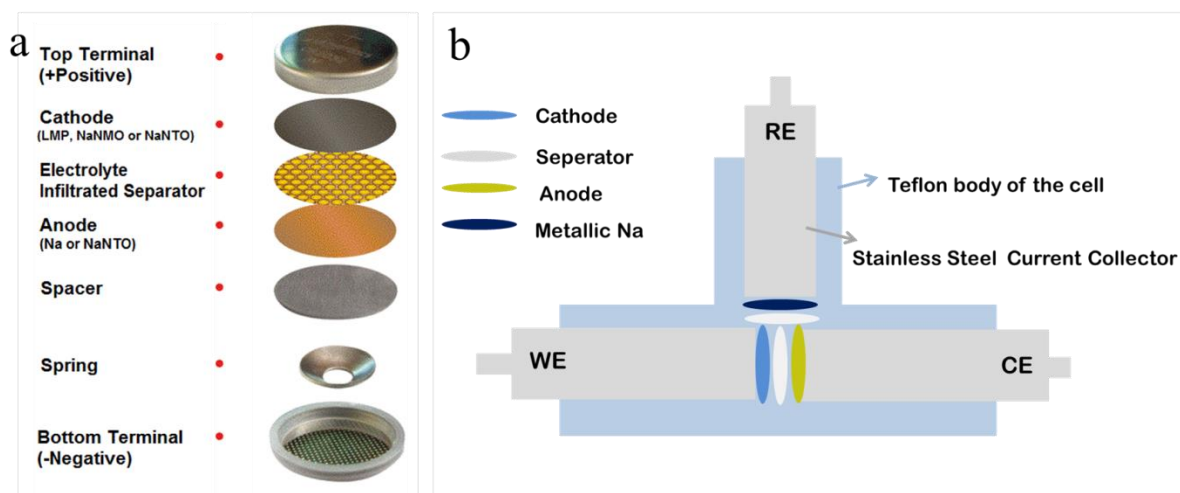 a
Top Terminal
(+Positive)
Cathode
(LMP, NaNMO or NaNTO)
Electrolyte
Infiltrated Separator
Anode
(Na or NaNTO)
Spacer
Spring
Bottom Terminal
(-Negative)
b
Cathode
Seperator
Anode
Metallic Na
RE
Teflon body of the cell
Stainless Steel Current Collector
WE
CE